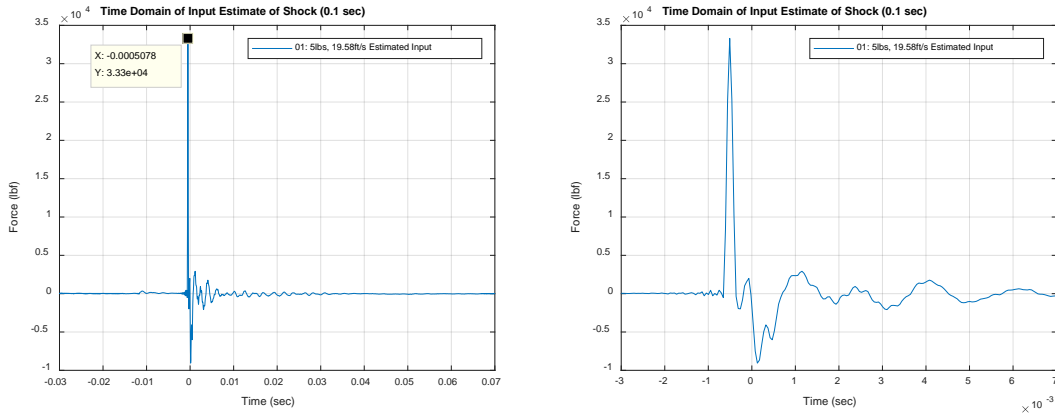 × 10 4
Time Domain of Input Estimate of Shock (0.1 sec)
3.5
01: 5lbs, 19.58ft/s Estimated Input
X: -0.0005078
Y: 3.33e+04
3
2.5
2
1.5
1
0.5
0
-0.5
-1
Force (lbf)
-0.03 -0.02 -0.01 0 0.01 0.02 0.03 0.04 0.05 0.06 0.07
Time (sec)
× 10 4
Time Domain of Input Estimate of Shock (0.1 sec)
3.5
01: 5lbs, 19.58ft/s Estimated Input
3
2.5
2
1.5
1
0.5
0
-0.5
-1
Force (lbf)
-3 -2 -1 0 1 2 3 4 5 6 7
Time (sec)
× 10 -3